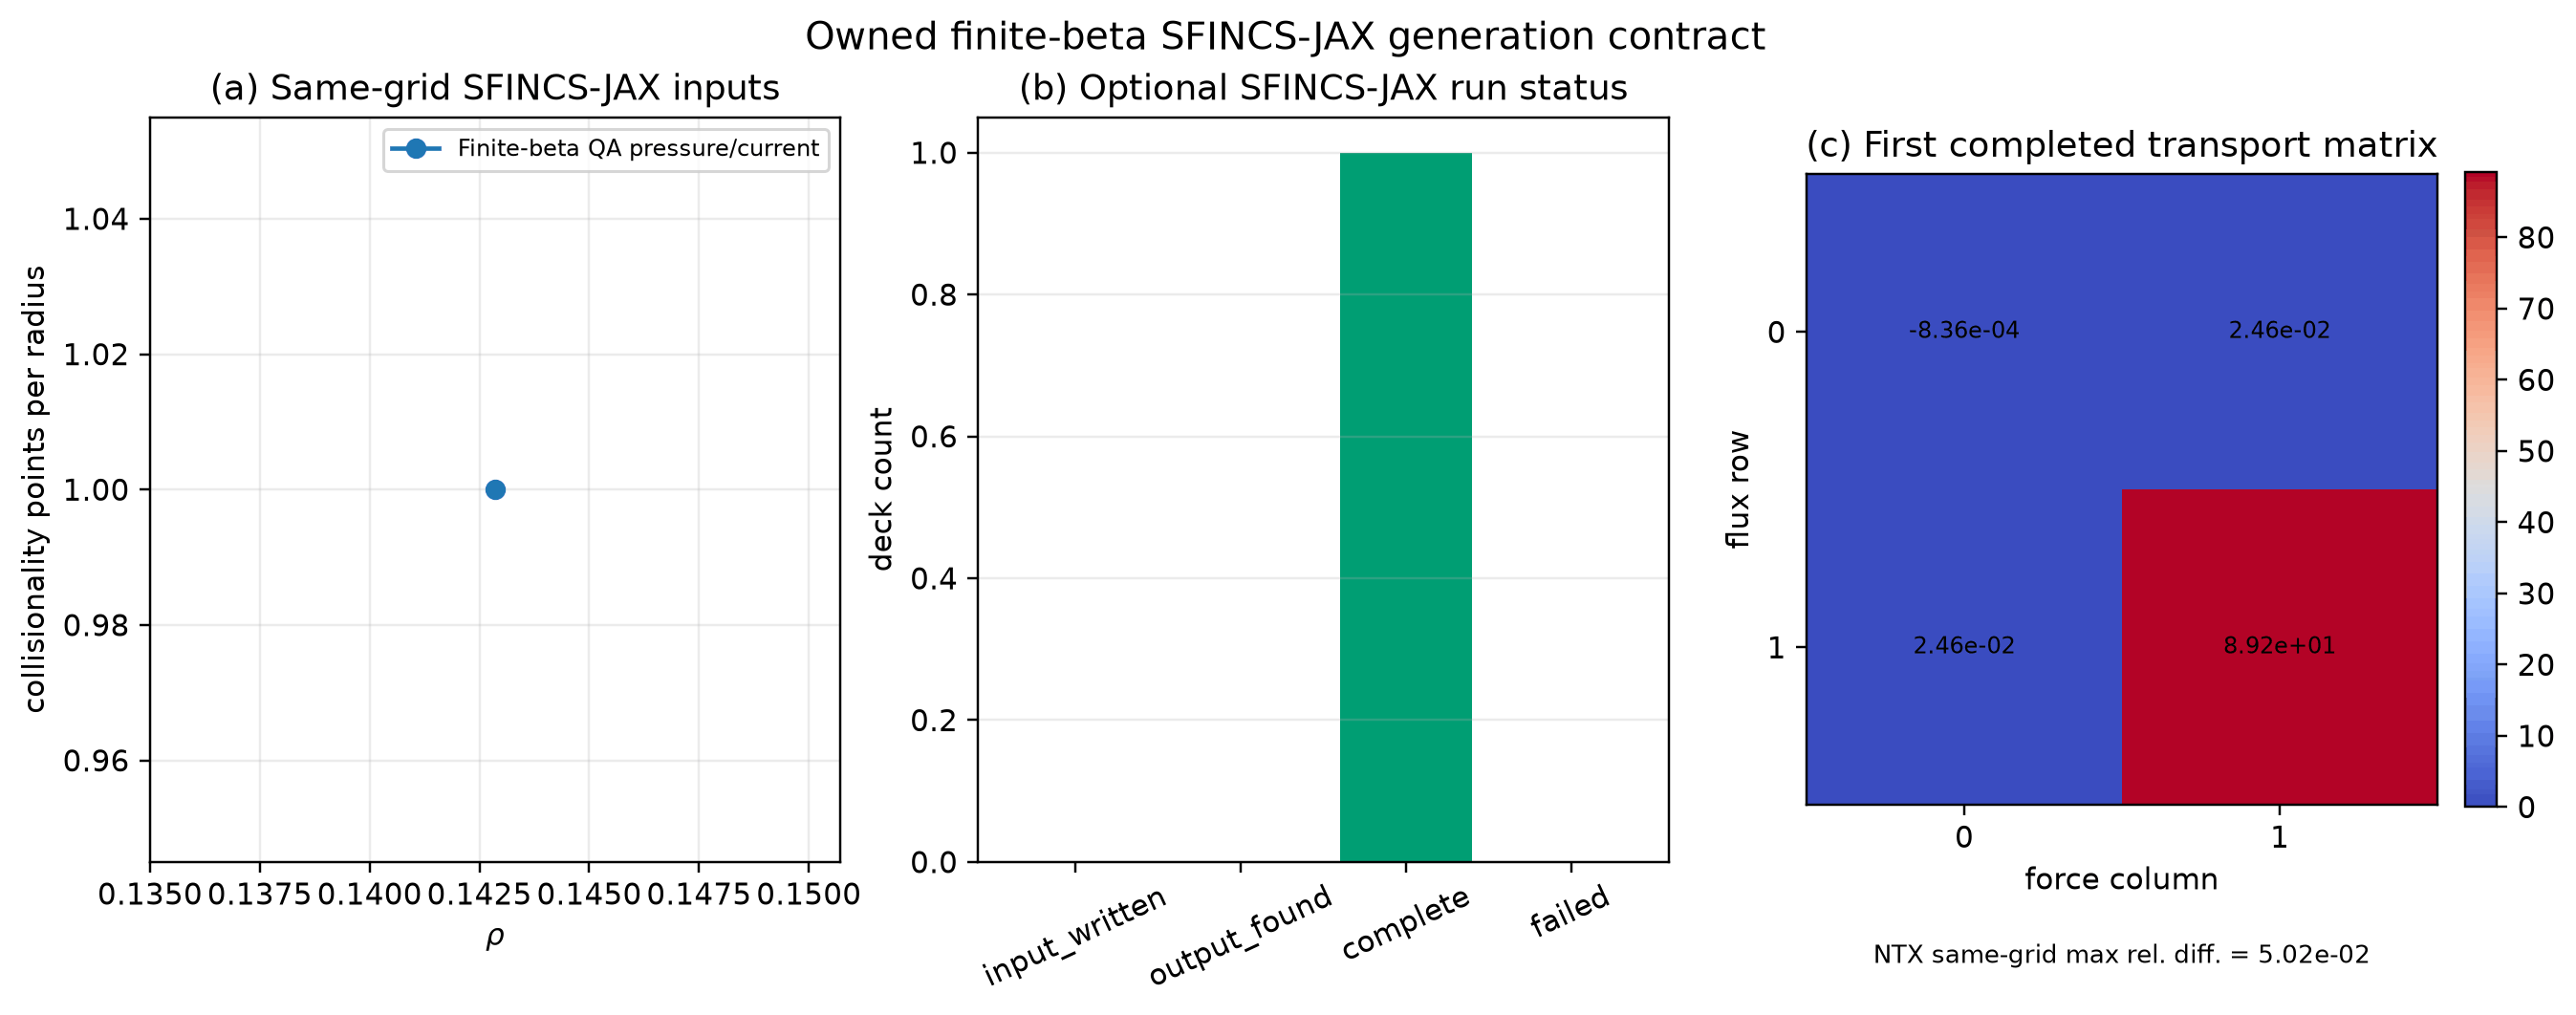 Owned finite-beta SFINCS-JAX generation contract
(a) Same-grid SFINCS-JAX inputs
Finite-beta QA pressure/current
collisionality points per radius
1.04
1.02
1.00
0.98
0.96
0.1350 0.1375 0.1400 0.1425 0.1450 0.1475 0.1500
ρ
(b) Optional SFINCS-JAX run status
deck count
1.0
0.8
0.6
0.4
0.2
0.0
input_written output_found complete failed
(c) First completed transport matrix
flux row
0
1
-8.36e-04 2.46e-02
2.46e-02 8.92e+01
0 1
force column
80
70
60
50
40
30
20
10
0
NTX same-grid max rel. diff. = 5.02e-02